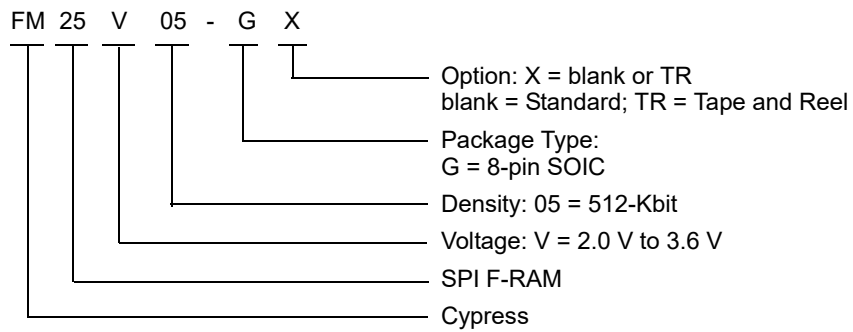 FM 25 V 05 - G X
Option: X = blank or TR
blank = Standard; TR = Tape and Reel
Package Type:
G = 8-pin SOIC
Density: 05 = 512-Kbit
Voltage: V = 2.0 V to 3.6 V
SPI F-RAM
Cypress